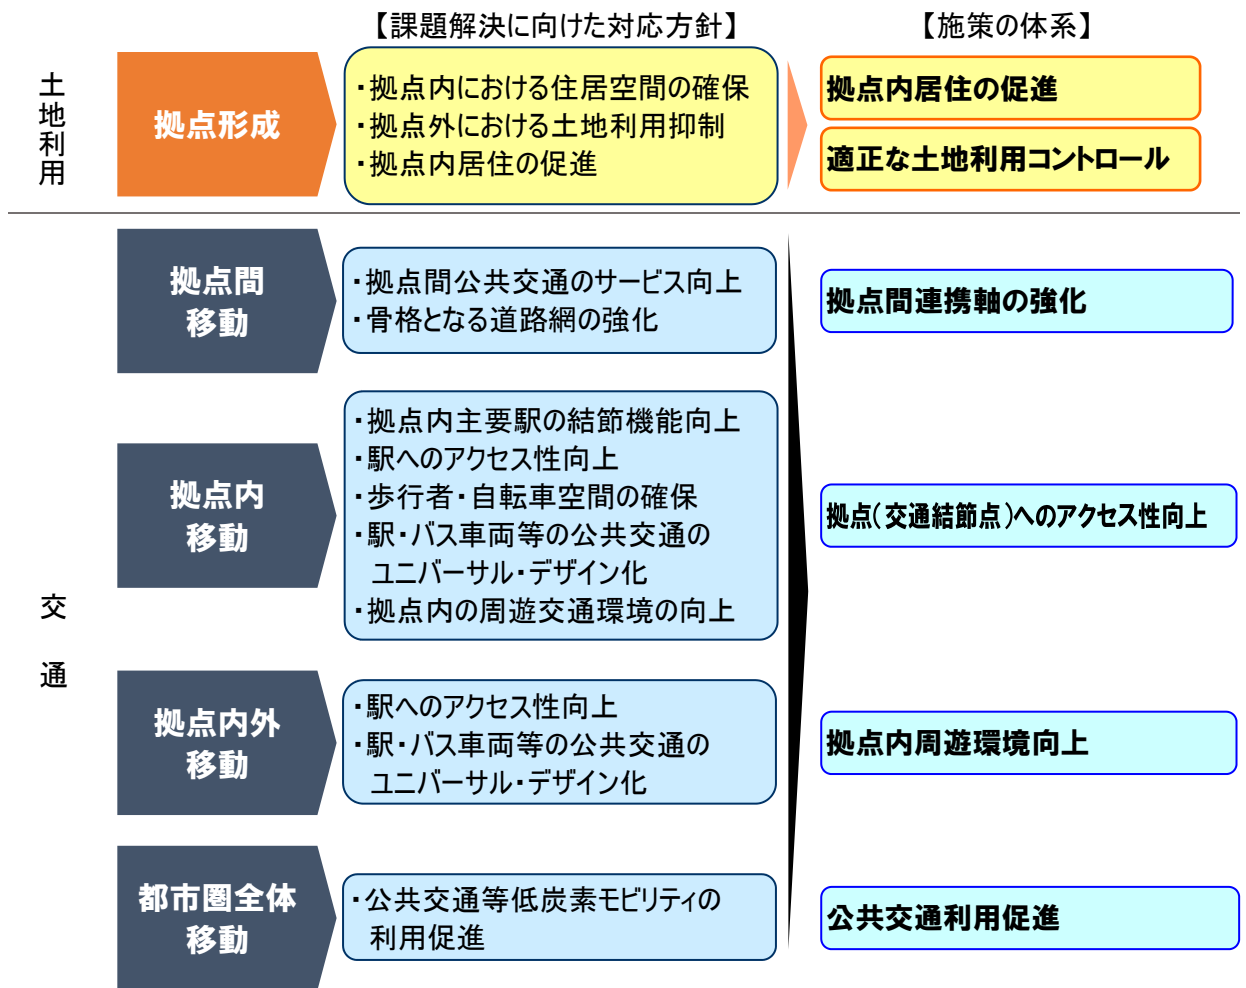 【課題解決に向けた対応方針】
【施策の体系】
土地利用
拠点形成
・拠点内における住居空間の確保
・拠点外における土地利用抑制
・拠点内居住の促進
拠点内居住の促進
適正な土地利用コントロール
交通
拠点間
移動
・拠点間公共交通のサービス向上
・骨格となる道路網の強化
拠点間連携軸の強化
拠点内
移動
・拠点内主要駅の結節機能向上
・駅へのアクセス性向上
・歩行者・自転車空間の確保
・駅・バス車両等の公共交通の
ユニバーサル・デザイン化
・拠点内の周遊交通環境の向上
拠点(交通結節点)へのアクセス性向上
拠点内外
移動
・駅へのアクセス性向上
・駅・バス車両等の公共交通の
ユニバーサル・デザイン化
拠点内周遊環境向上
都市圏全体
移動
・公共交通等低炭素モビリティの
利用促進
公共交通利用促進